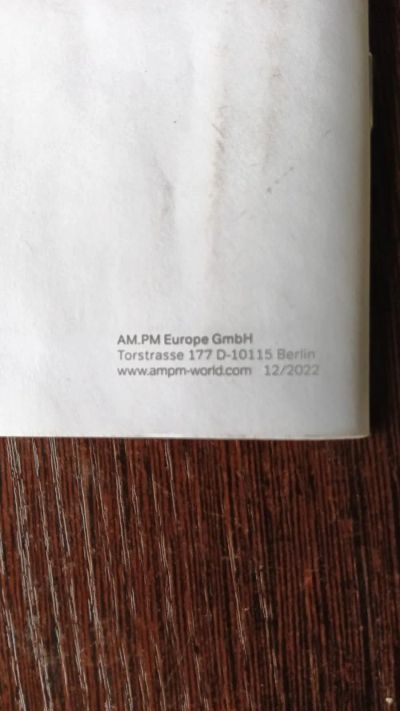 AM.PM Europe GmbH
Torstrasse 177 D-10115 Berlin
www.ampm-world.com 12/2022